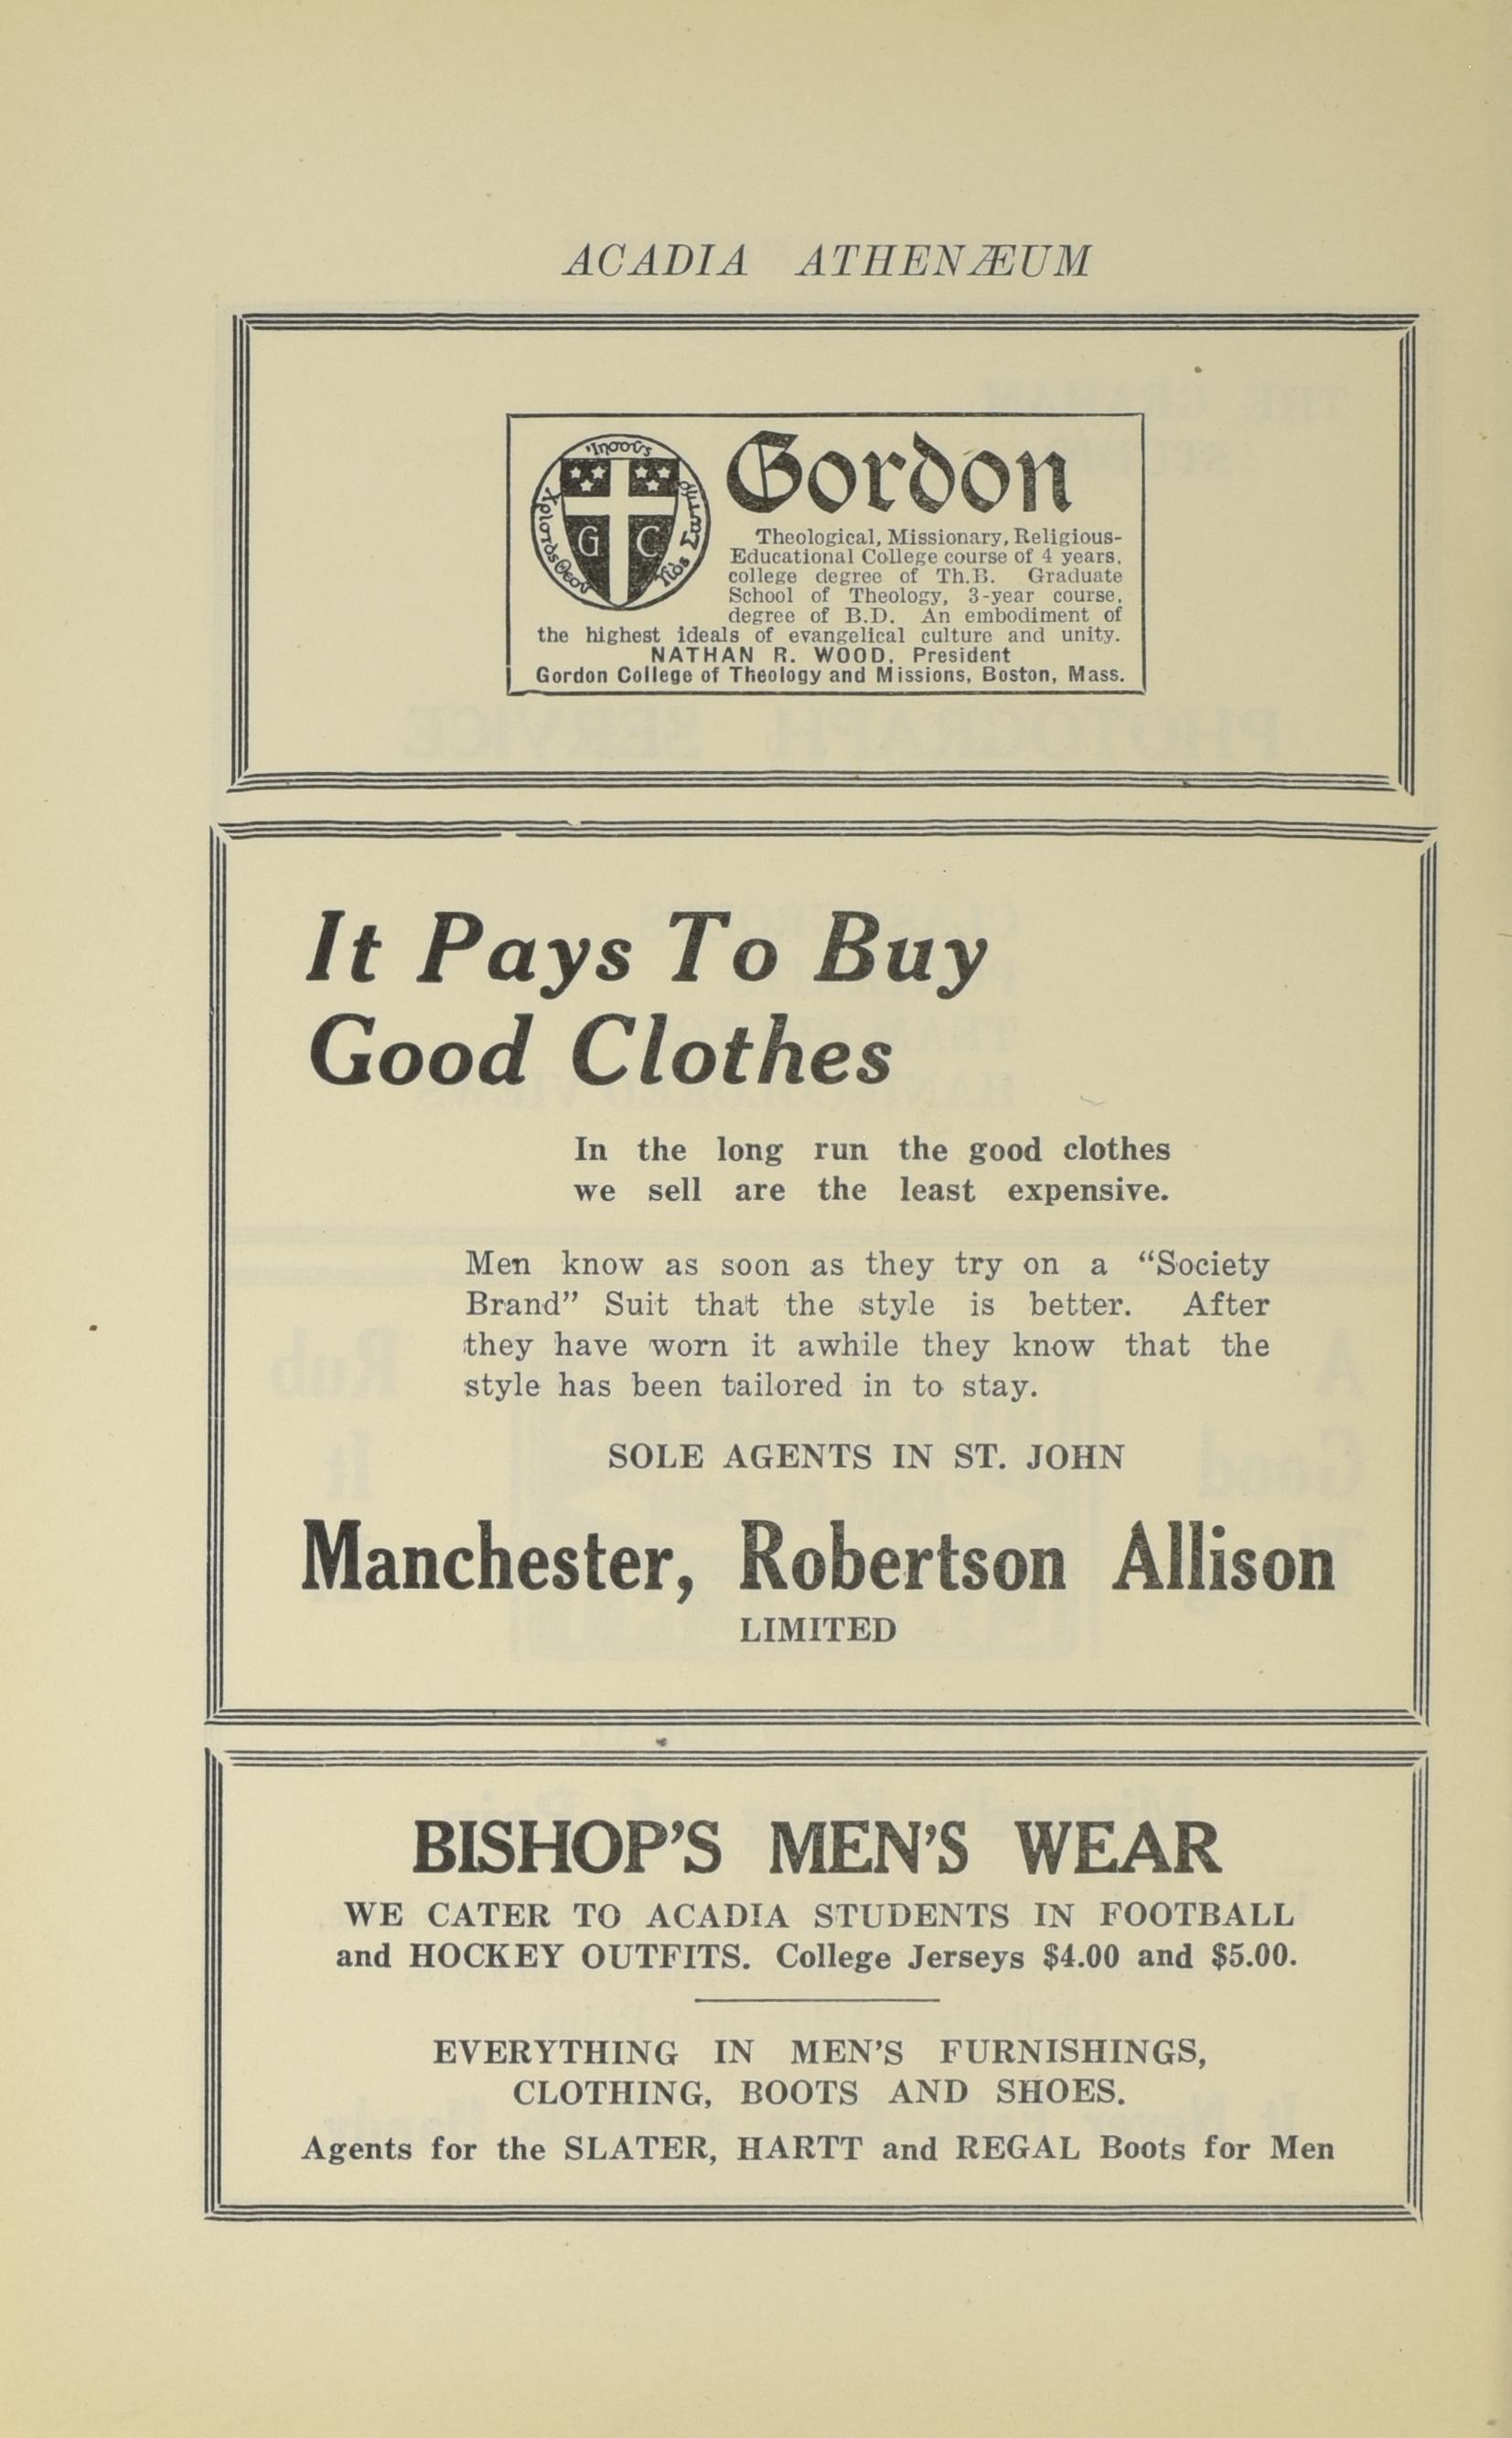 ACADIA ATHENÆUM
Gordon
Theological, Missionary, Religious-
Educational College course of 4 years,
college degree of Th.B. Graduate
School of Theology, 3-year course,
degree of B.D. An embodiment of
the highest ideals of evangelical culture and unity.
NATHAN R. WOOD, President
Gordon College of Theology and Missions, Boston, Mass.
G C
It Pays To Buy
Good Clothes
In the long run the good clothes
we sell are the least expensive.
Men know as soon as they try on a “Society
Brand” Suit that the style is better. After
they have worn it awhile they know that the
style has been tailored in to stay.
SOLE AGENTS IN ST. JOHN
Manchester, Robertson Allison
LIMITED
BISHOP’S MEN’S WEAR
WE CATER TO ACADIA STUDENTS IN FOOTBALL
and HOCKEY OUTFITS. College Jerseys $4.00 and $5.00.
EVERYTHING IN MEN’S FURNISHINGS,
CLOTHING, BOOTS AND SHOES.
Agents for the SLATER, HARTT and REGAL Boots for Men